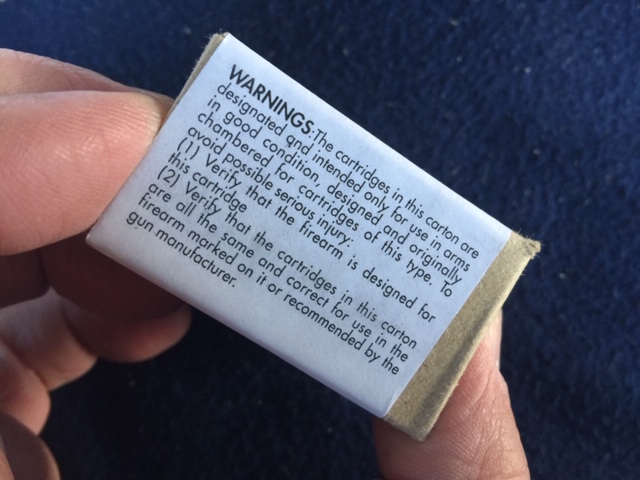 WARNINGS:The cartridges in this carton are
designated and intended only for use in arms
in good condition, designed and originally
chambered for cartridges of this type. To
avoid possible serious injury:
(1) Verify that the firearm is designed for
this cartridge
(2) Verify that the cartridges in this carton
are all the same and correct for use in the
firearm marked on it or recommended by the
gun manufacturer.